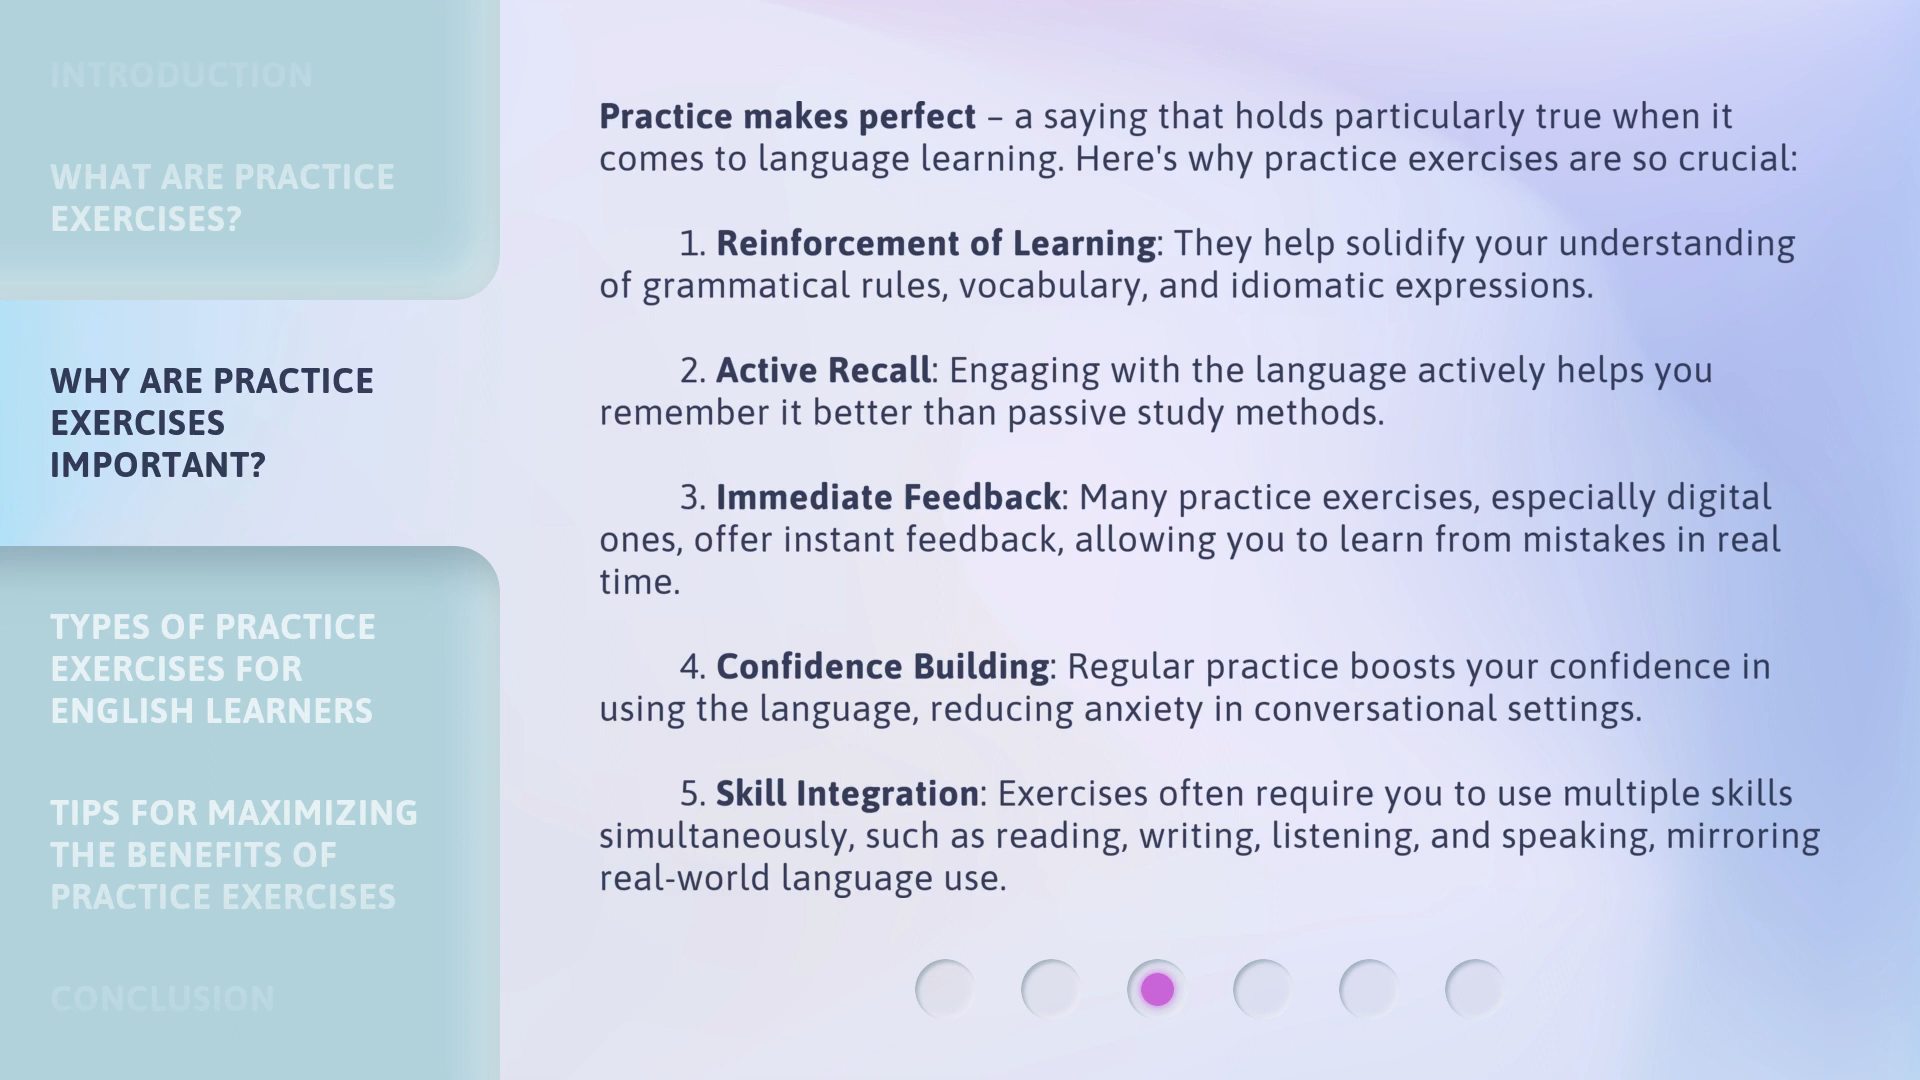 INTRODUCTION
WHAT ARE PRACTICE
EXERCISES?
WHY ARE PRACTICE
EXERCISES
IMPORTANT?
TYPES OF PRACTICE
EXERCISES FOR
ENGLISH LEARNERS
TIPS FOR MAXIMIZING
THE BENEFITS OF
PRACTICE EXERCISES
CONCLUSION
Practice makes perfect – a saying that holds particularly true when it
comes to language learning. Here's why practice exercises are so crucial:
1. Reinforcement of Learning: They help solidify your understanding
of grammatical rules, vocabulary, and idiomatic expressions.
2. Active Recall: Engaging with the language actively helps you
remember it better than passive study methods.
3. Immediate Feedback: Many practice exercises, especially digital
ones, offer instant feedback, allowing you to learn from mistakes in real
time.
4. Confidence Building: Regular practice boosts your confidence in
using the language, reducing anxiety in conversational settings.
5. Skill Integration: Exercises often require you to use multiple skills
simultaneously, such as reading, writing, listening, and speaking, mirroring
real-world language use.